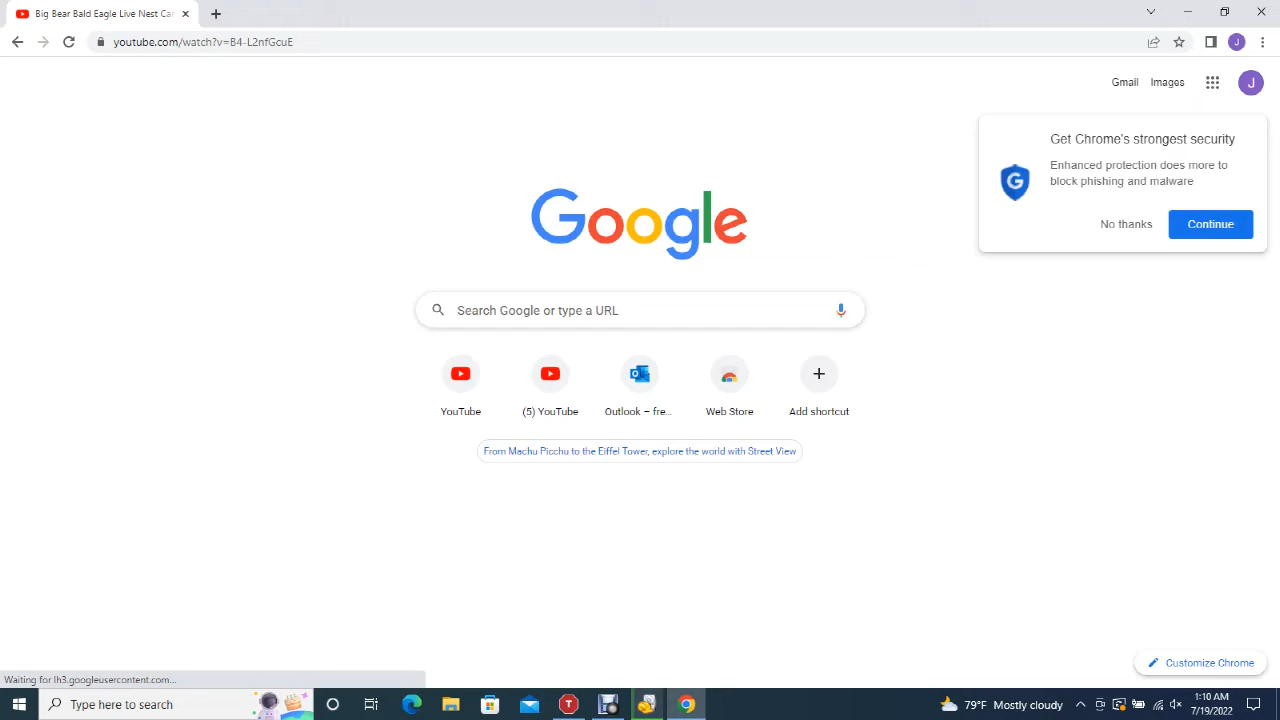 Big Bear Bald Eagle Live Nest Car
youtube.com/watch?v=B4-L2nfGcuE
Gmail Images J
Get Chrome's strongest security
Enhanced protection does more to
block phishing and malware
No thanks Continue
Google
Search Google or type a URL
YouTube (5) YouTube Outlook – fre... Web Store Add shortcut
From Machu Picchu to the Eiffel Tower, explore the world with Street View
Customize Chrome
Waiting for lh3.googleusercontent.com...
Type here to search
79°F Mostly cloudy
1:10 AM
7/19/2022